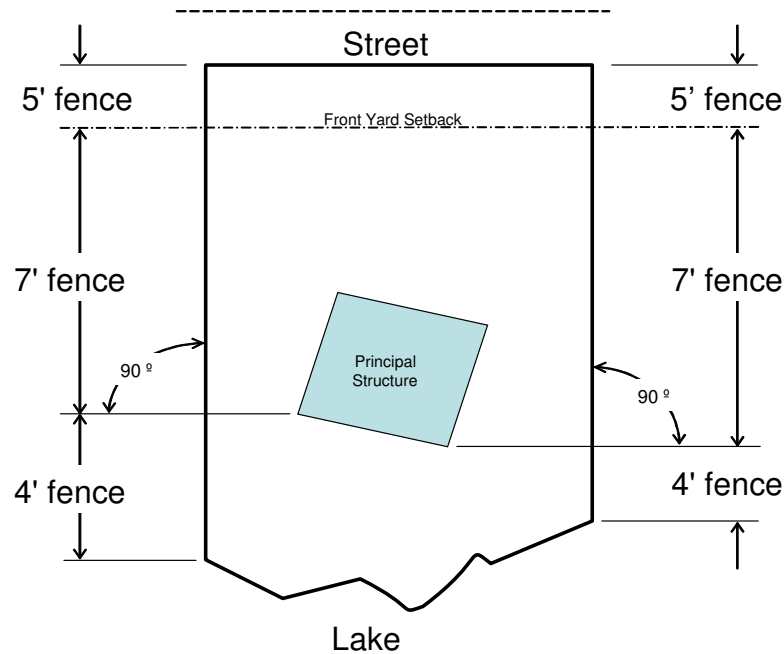 Street
5' fence
5’ fence
Front Yard Setback
7' fence
7' fence
90 º
Principal
Structure
90 º
4' fence
4' fence
Lake